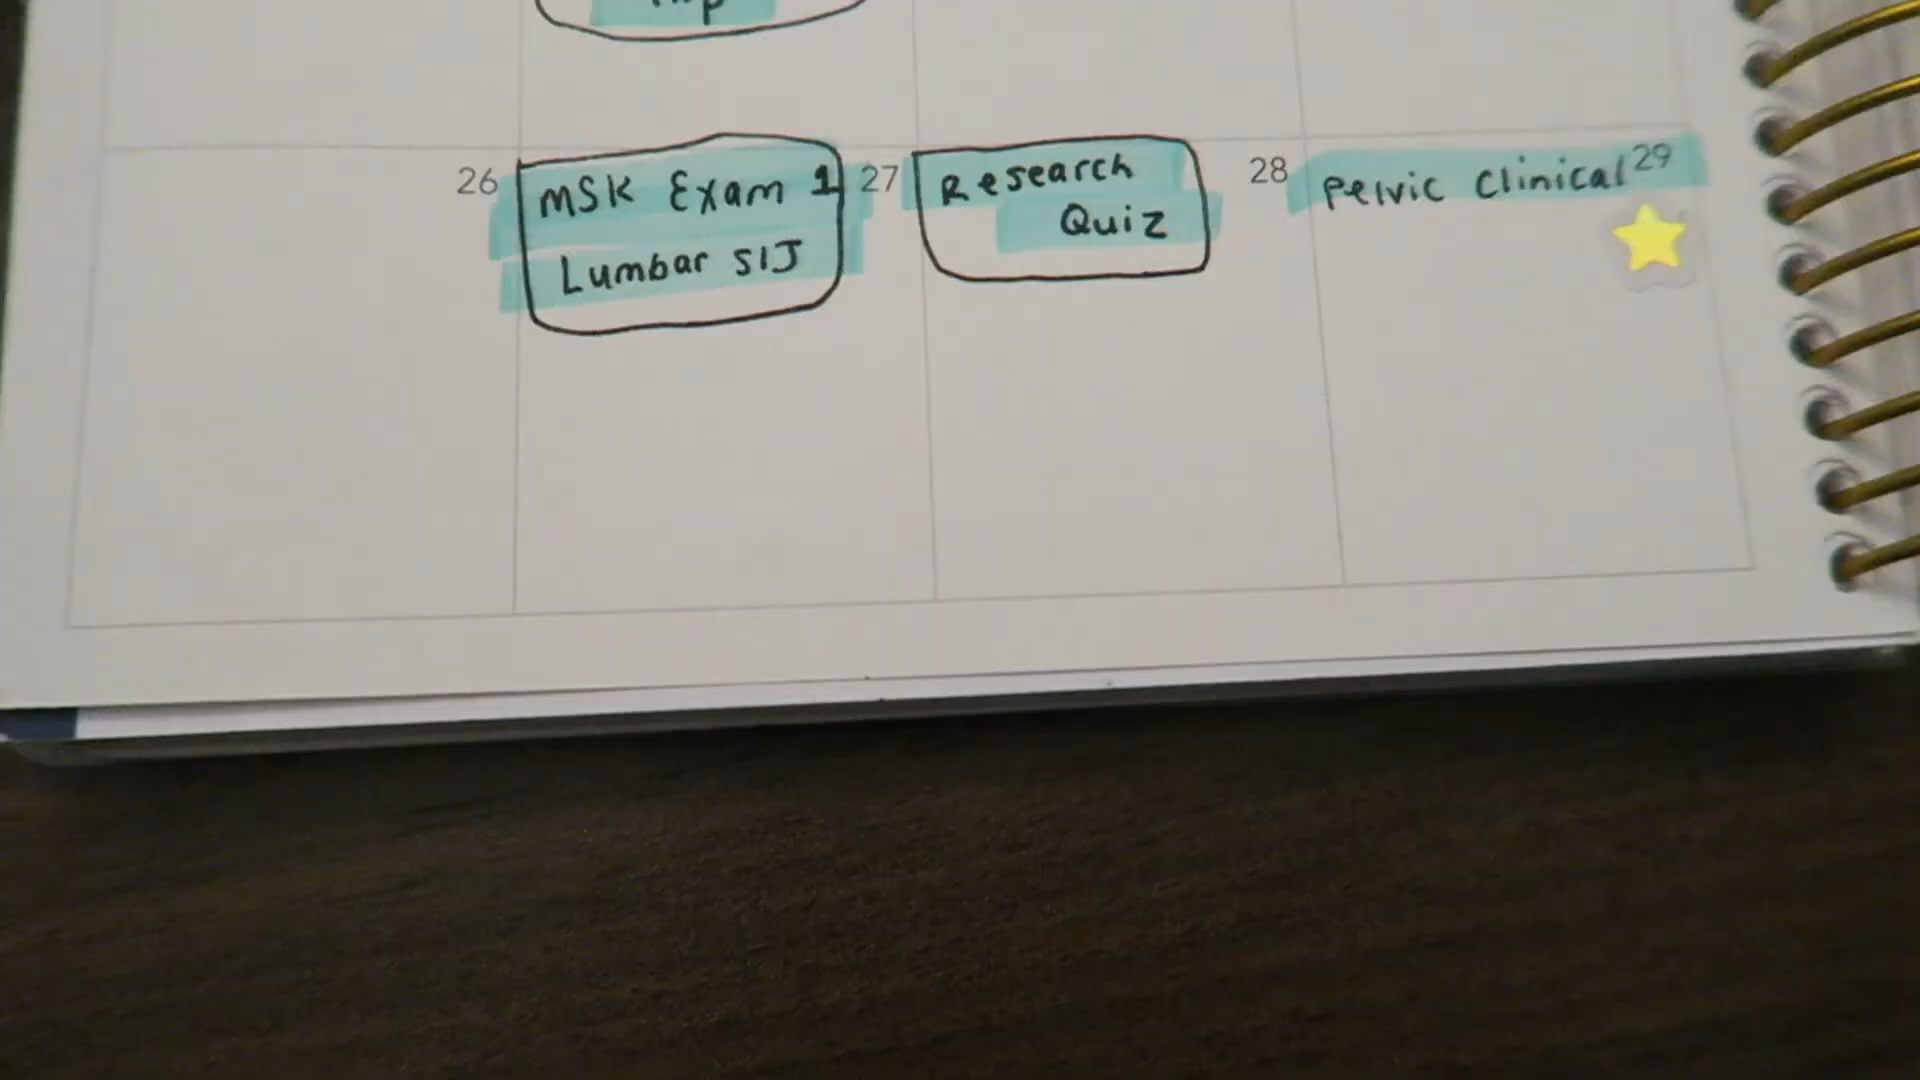 26
MSK Exam 1
Lumbar SIJ
27
Research
Quiz
28
Pelvic Clinical
29